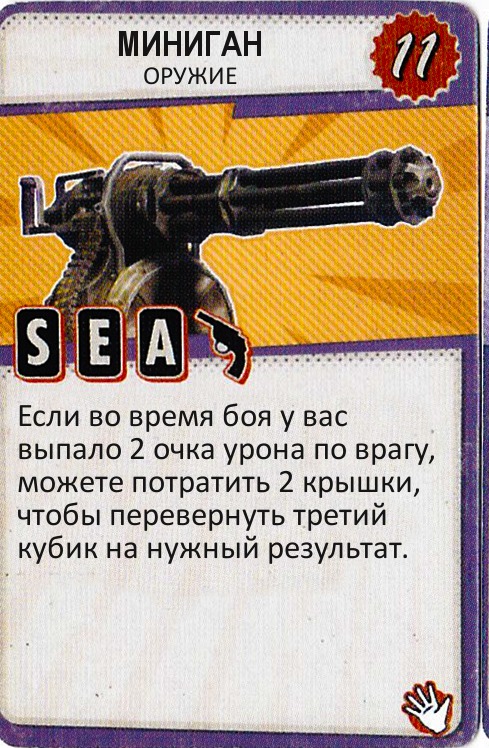 МИНИГАН
ОРУЖИЕ
11
S E A
Если во время боя у вас
выпало 2 очка урона по врагу,
можете потратить 2 крышки,
чтобы перевернуть третий
кубик на нужный результат.